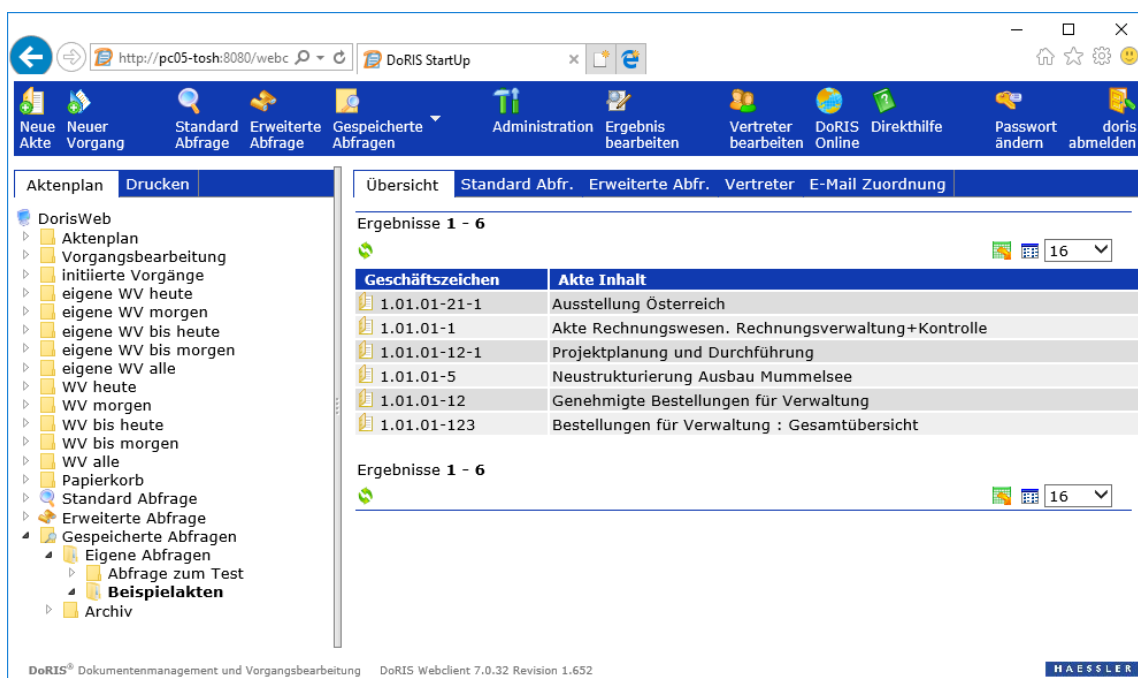 http://pc05-tosh:8080/webc
DoRIS StartUp
Neue Akte
Neuer Vorgang
Standard Abfrage
Erweiterte Abfrage
Gespeicherte Abfragen
Administration
Ergebnis bearbeiten
Vertreter bearbeiten
DoRIS Online
Direkthilfe
Passwort ändern
doris abmelden
Aktenplan Drucken
Übersicht Standard Abfr. Erweiterte Abfr. Vertreter E-Mail Zuordnung
DorisWeb
Aktenplan
Vorgangsbearbeitung
initiierte Vorgänge
eigene WV heute
eigene WV morgen
eigene WV bis heute
eigene WV bis morgen
eigene WV alle
WV heute
WV morgen
WV bis heute
WV bis morgen
WV alle
Papierkorb
Standard Abfrage
Erweiterte Abfrage
Gespeicherte Abfragen
Eigene Abfragen
Abfrage zum Test
Beispielakten
Archiv
Ergebnisse 1 - 6
16
Geschäftszeichen Akte Inhalt
1.01.01-21-1 Ausstellung Österreich
1.01.01-1 Akte Rechnungswesen. Rechnungsverwaltung+Kontrolle
1.01.01-12-1 Projektplanung und Durchführung
1.01.01-5 Neustrukturierung Ausbau Mummelsee
1.01.01-12 Genehmigte Bestellungen für Verwaltung
1.01.01-123 Bestellungen für Verwaltung : Gesamtübersicht
Ergebnisse 1 - 6
16
DoRIS® Dokumentenmanagement und Vorgangsbearbeitung DoRIS Webclient 7.0.32 Revision 1.652
HAESSLER